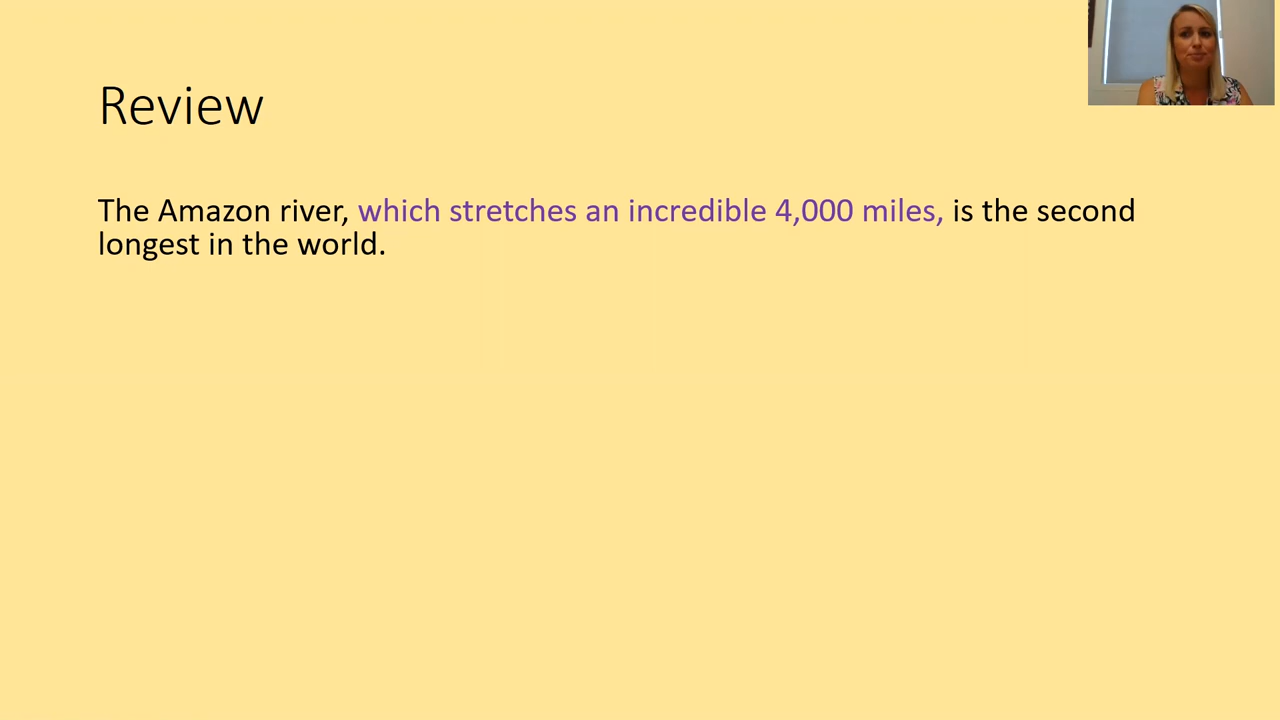 Review
The Amazon river, which stretches an incredible 4,000 miles, is the second
longest in the world.